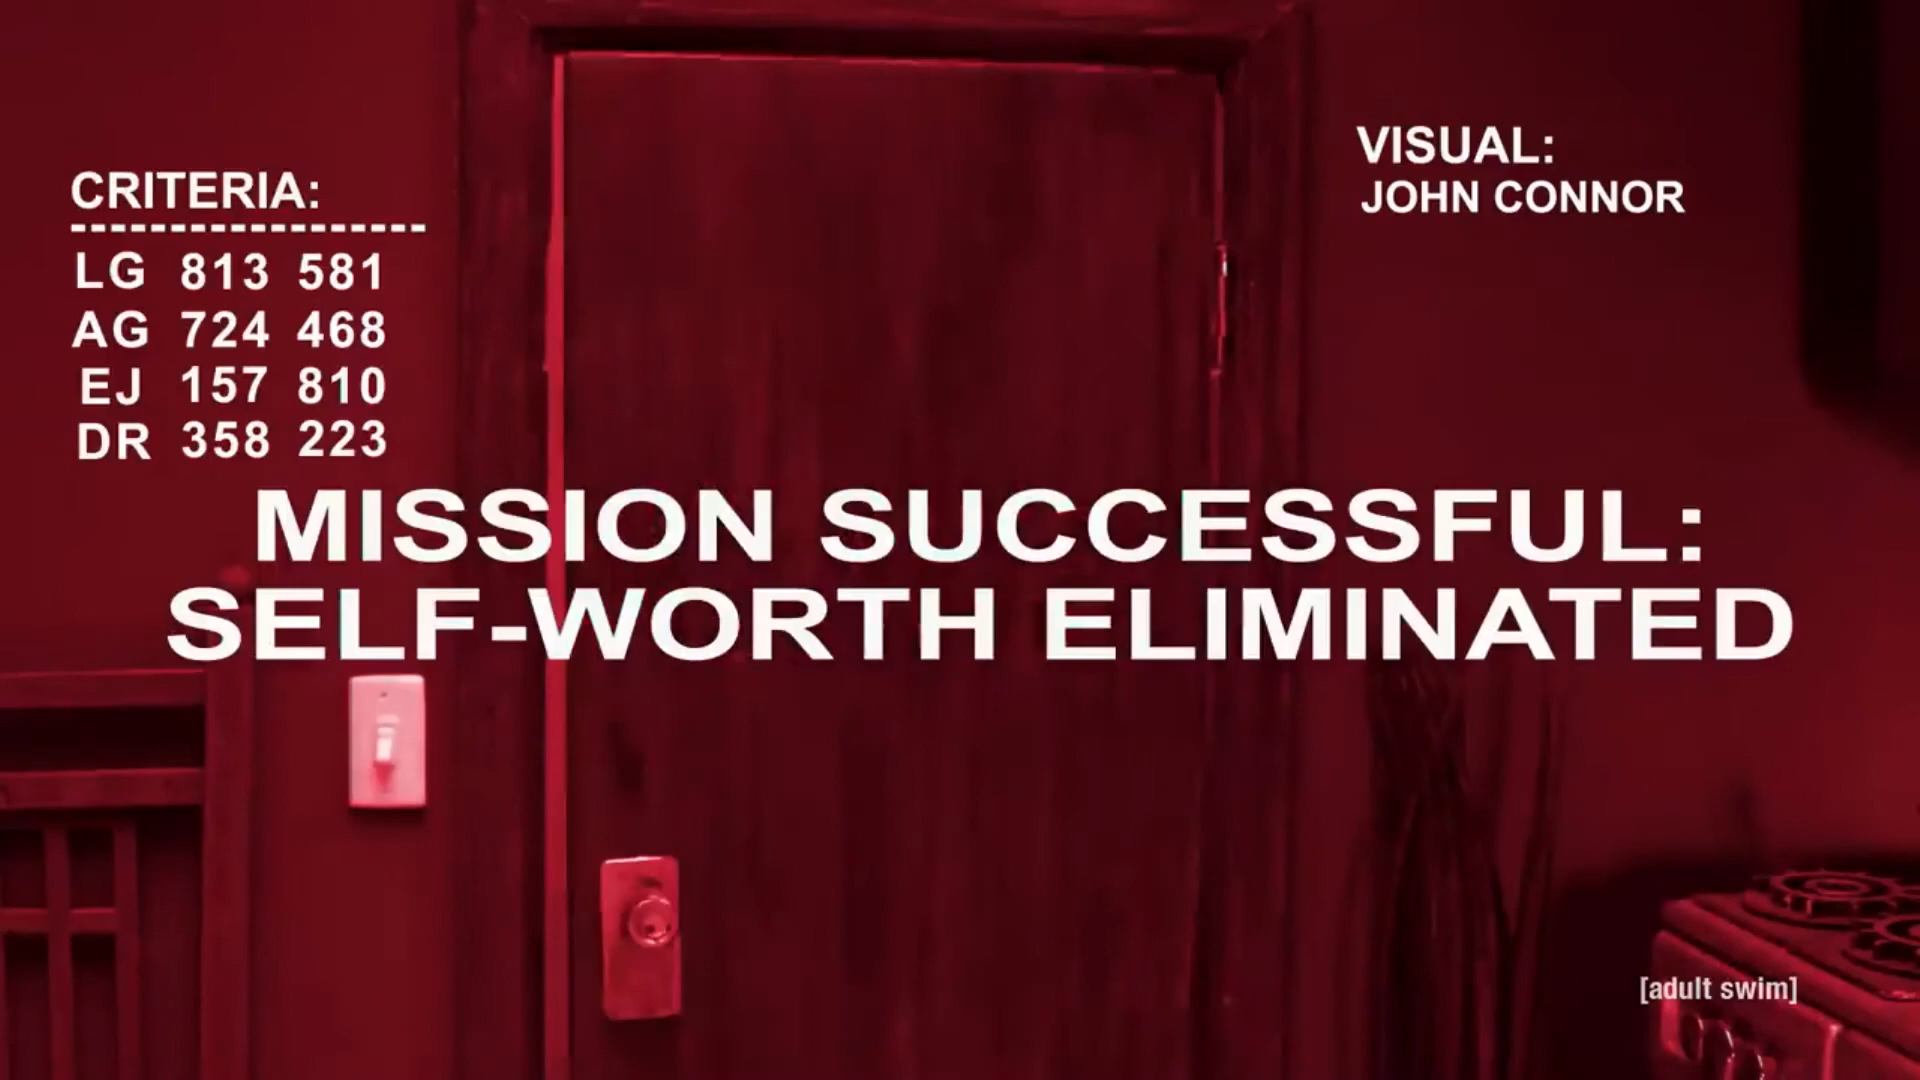 CRITERIA:
------------------
LG 813 581
AG 724 468
EJ 157 810
DR 358 223
VISUAL:
JOHN CONNOR
MISSION SUCCESSFUL:
SELF-WORTH ELIMINATED
[adult swim]